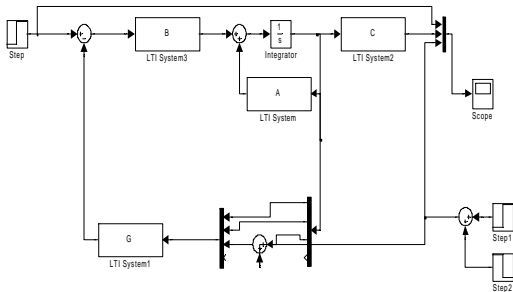 Step
B
LTI System3
1
s
Integrator
C
LTI System2
A
LTI System
Scope
G
LTI System1
Step1
Step2